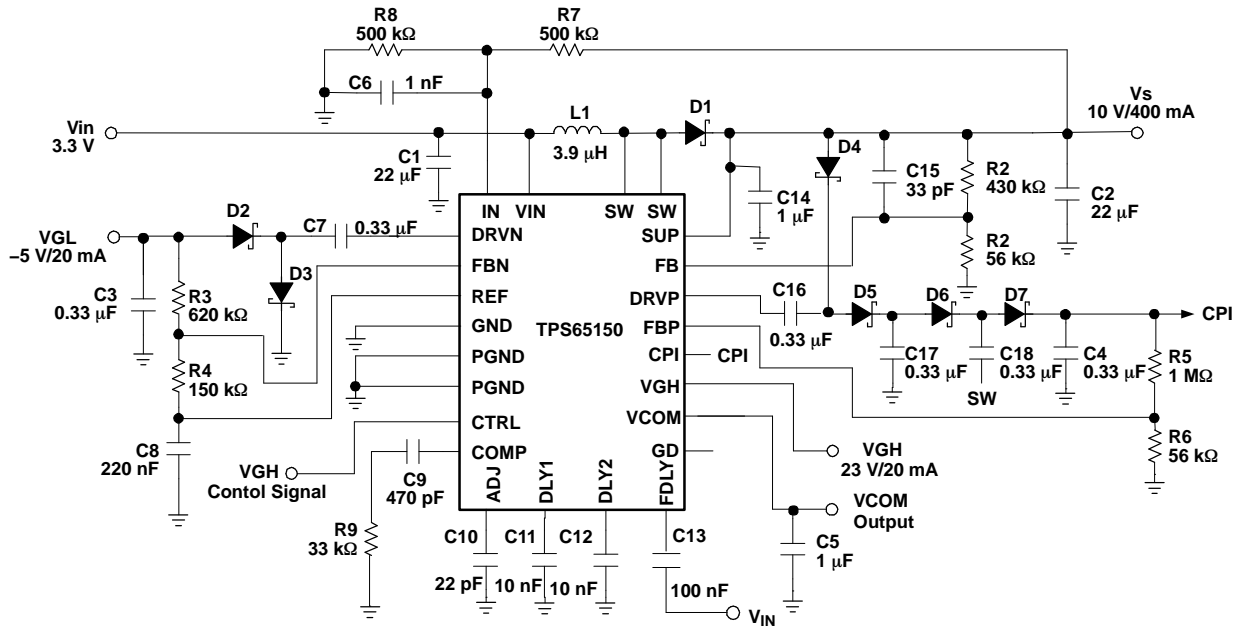 R8
500 kΩ
R7
500 kΩ
C6
1 nF
Vin
3.3 V
C1
22 µF
L1
3.9 µH
D1
D4
Vs
10 V/400 mA
C14
1 µF
C15
33 pF
R2
430 kΩ
C2
22 µF
R2
56 kΩ
VGL
–5 V/20 mA
D2
C7
0.33 µF
D3
C3
0.33 µF
R3
620 kΩ
R4
150 kΩ
C8
220 nF
VGH
Contol Signal
C9
470 pF
R9
33 kΩ
IN
VIN
SW
SW
DRVN
FBN
REF
GND
PGND
PGND
CTRL
COMP
TPS65150
SUP
FB
DRVP
FBP
CPI
CPI
VGH
VCOM
GD
ADJ
DLY1
DLY2
FDLY
C16
0.33 µF
D5
D6
D7
CPI
C17
0.33 µF
C18
0.33 µF
SW
C4
0.33 µF
R5
1 MΩ
R6
56 kΩ
VGH
23 V/20 mA
VCOM
Output
C5
1 µF
C10
22 pF
C11
10 nF
C12
10 nF
C13
100 nF
VIN